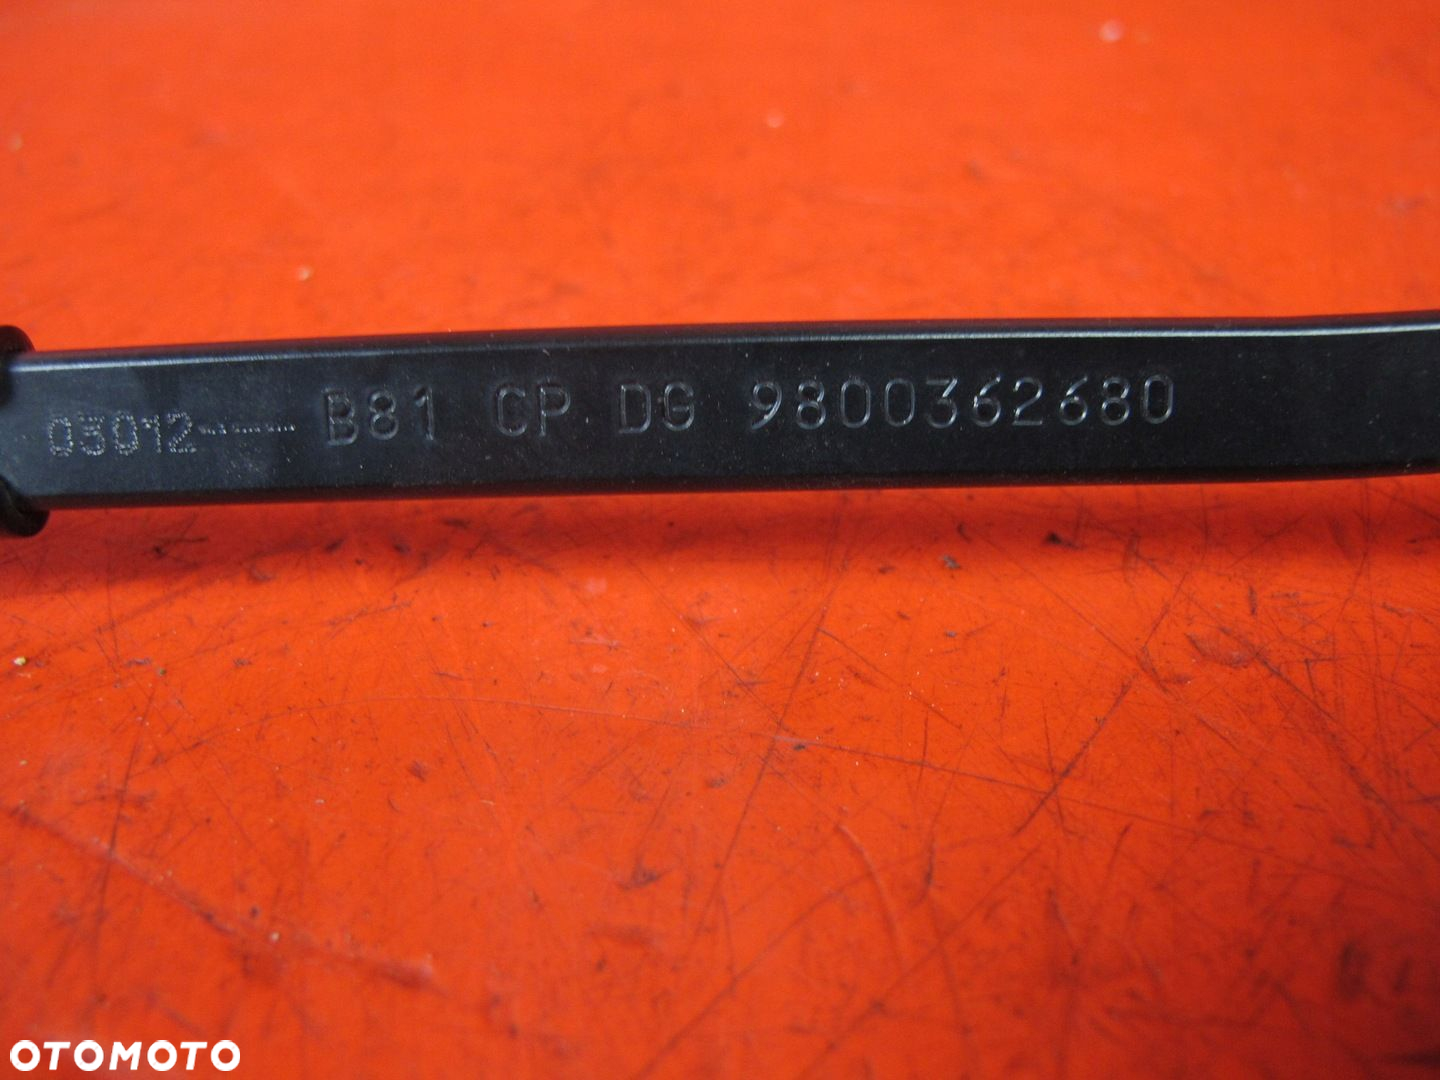 03012------ B81 CP DG 9800362680
OTOMOTO